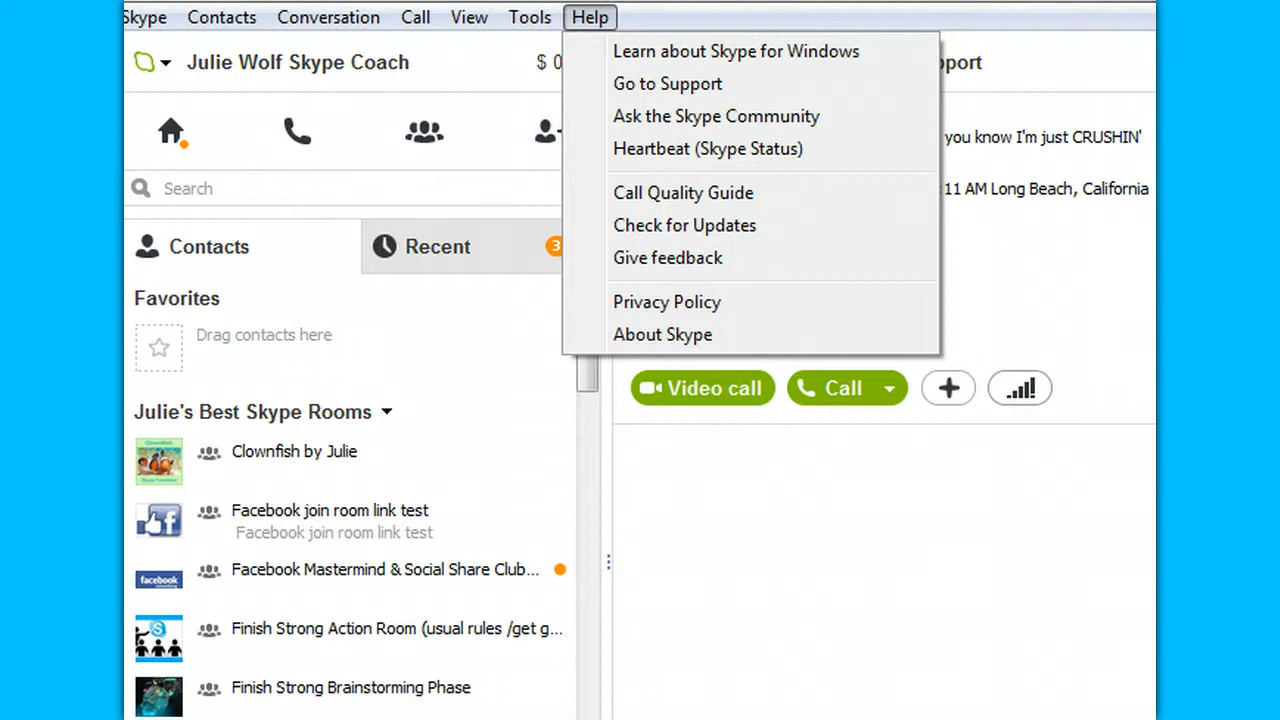 Skype Contacts Conversation Call View Tools Help
Julie Wolf Skype Coach $ 0
Learn about Skype for Windows
Go to Support
Ask the Skype Community
Heartbeat (Skype Status)
Call Quality Guide
Check for Updates
Give feedback
Privacy Policy
About Skype
you know I'm just CRUSHIN'
11 AM Long Beach, California
Search
Contacts
Recent 3
Favorites
Drag contacts here
Video call
Call
Julie's Best Skype Rooms
Clownfish by Julie
Facebook join room link test
Facebook join room link test
facebook
Facebook Mastermind & Social Share Club...
Finish Strong Action Room (usual rules /get g...
Finish Strong Brainstorming Phase